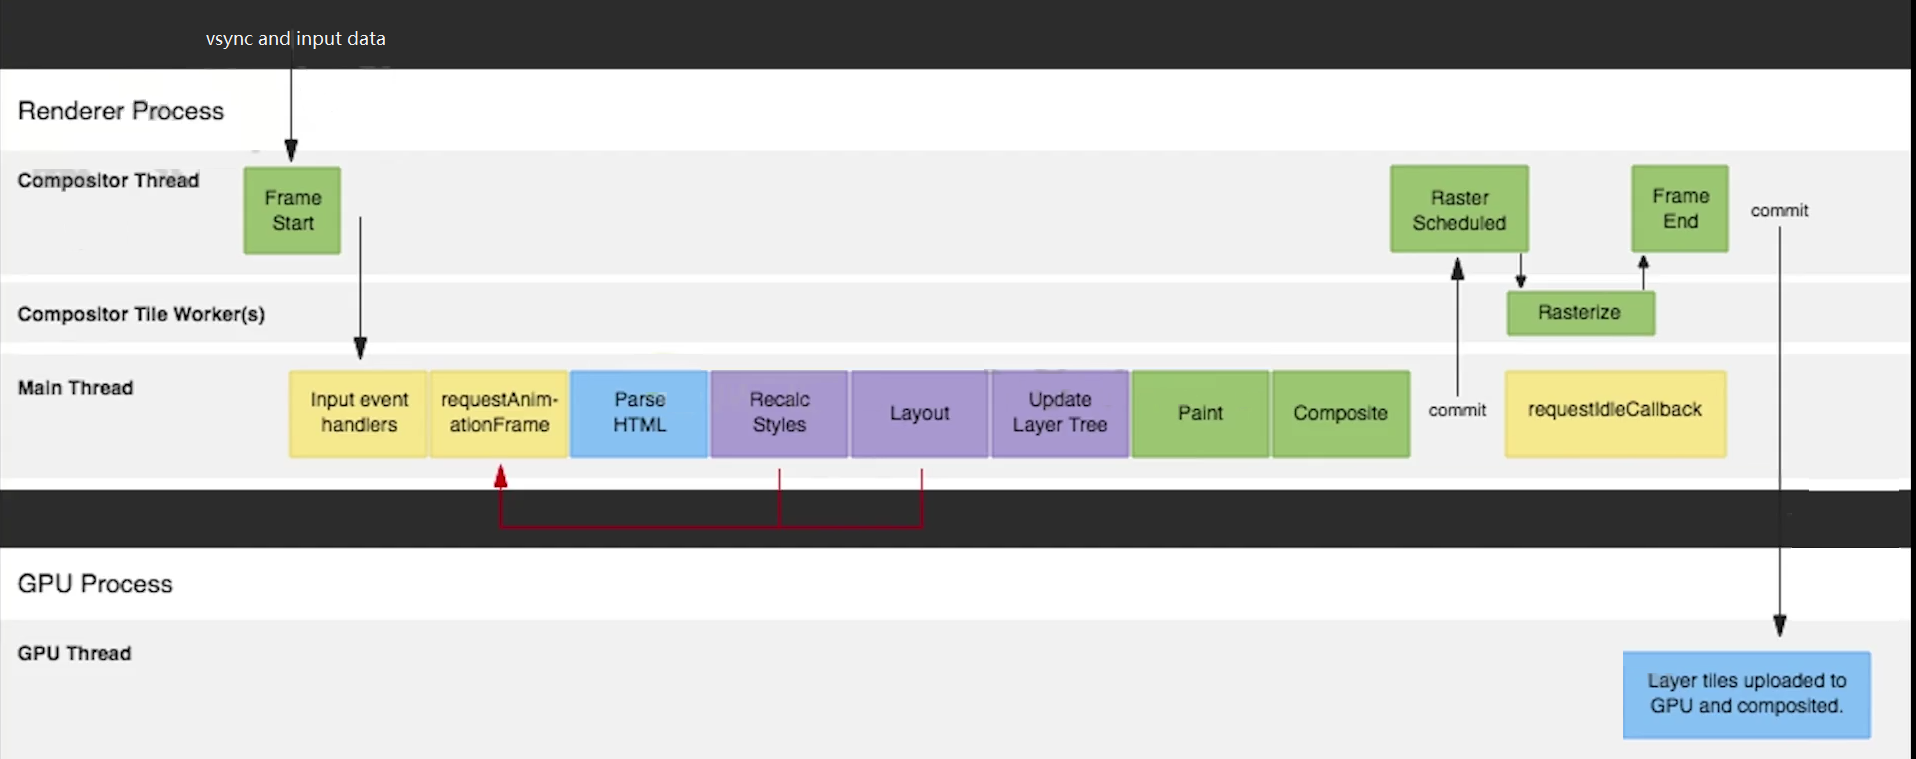 vsync and input data
Renderer Process
Compositor Thread
Frame
Start
Raster
Scheduled
Frame
End
commit
Compositor Tile Worker(s)
Rasterize
Main Thread
Input event
handlers
requestAnim-
ationFrame
Parse
HTML
Recalc
Styles
Layout
Update
Layer Tree
Paint
Composite
commit
requestIdleCallback
GPU Process
GPU Thread
Layer tiles uploaded to
GPU and composited.